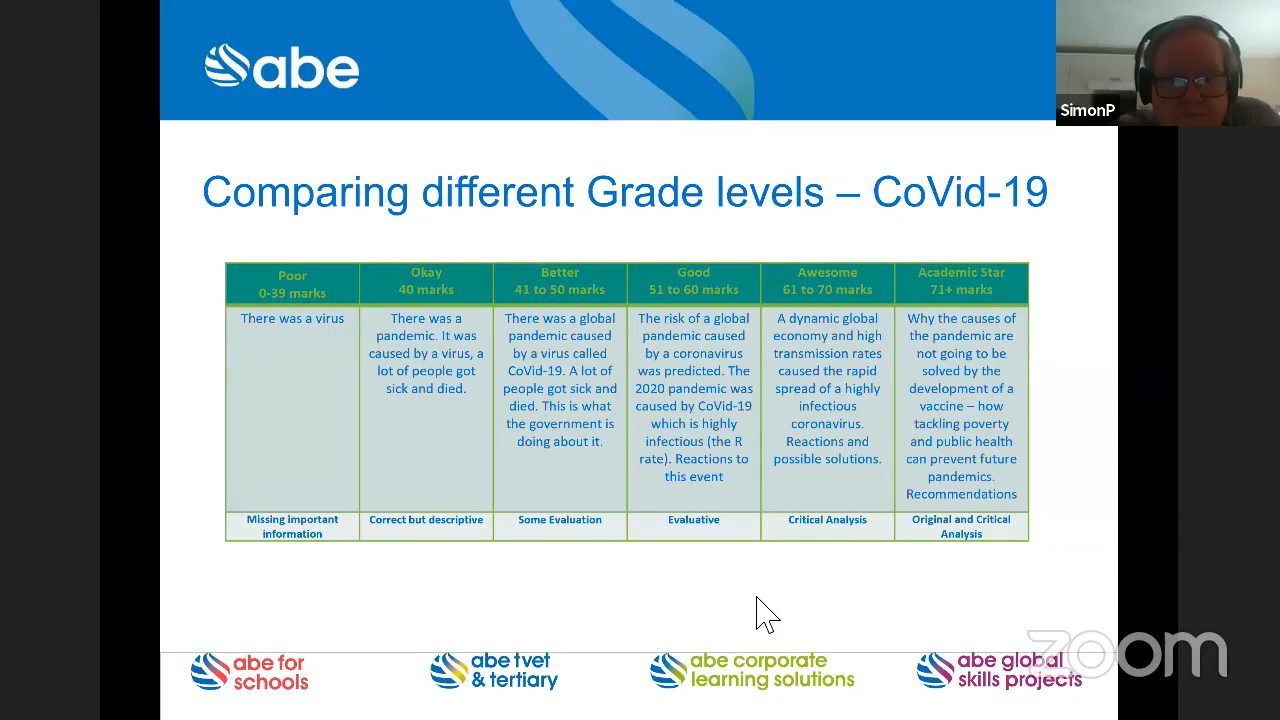 abe
SimonP
Comparing different Grade levels – CoVid-19
Poor
0-39 marks
Okay
40 marks
Better
41 to 50 marks
Good
51 to 60 marks
Awesome
61 to 70 marks
Academic Star
71+ marks
There was a virus
There was a
pandemic. It was
caused by a virus, a
lot of people got
sick and died.
There was a global
pandemic caused
by a virus called
CoVid-19. A lot of
people got sick and
died. This is what
the government is
doing about it.
The risk of a global
pandemic caused
by a coronavirus
was predicted. The
2020 pandemic was
caused by CoVid-19
which is highly
infectious (the R
rate). Reactions to
this event
A dynamic global
economy and high
transmission rates
caused the rapid
spread of a highly
infectious
coronavirus.
Reactions and
possible solutions.
Why the causes of
the pandemic are
not going to be
solved by the
development of a
vaccine – how
tackling poverty
and public health
can prevent future
pandemics.
Recommendations
Missing important
information
Correct but descriptive
Some Evaluation
Evaluative
Critical Analysis
Original and Critical
Analysis
abe for
schools
abe tvet
& tertiary
abe corporate
learning solutions
abe global
skills projects
zoom